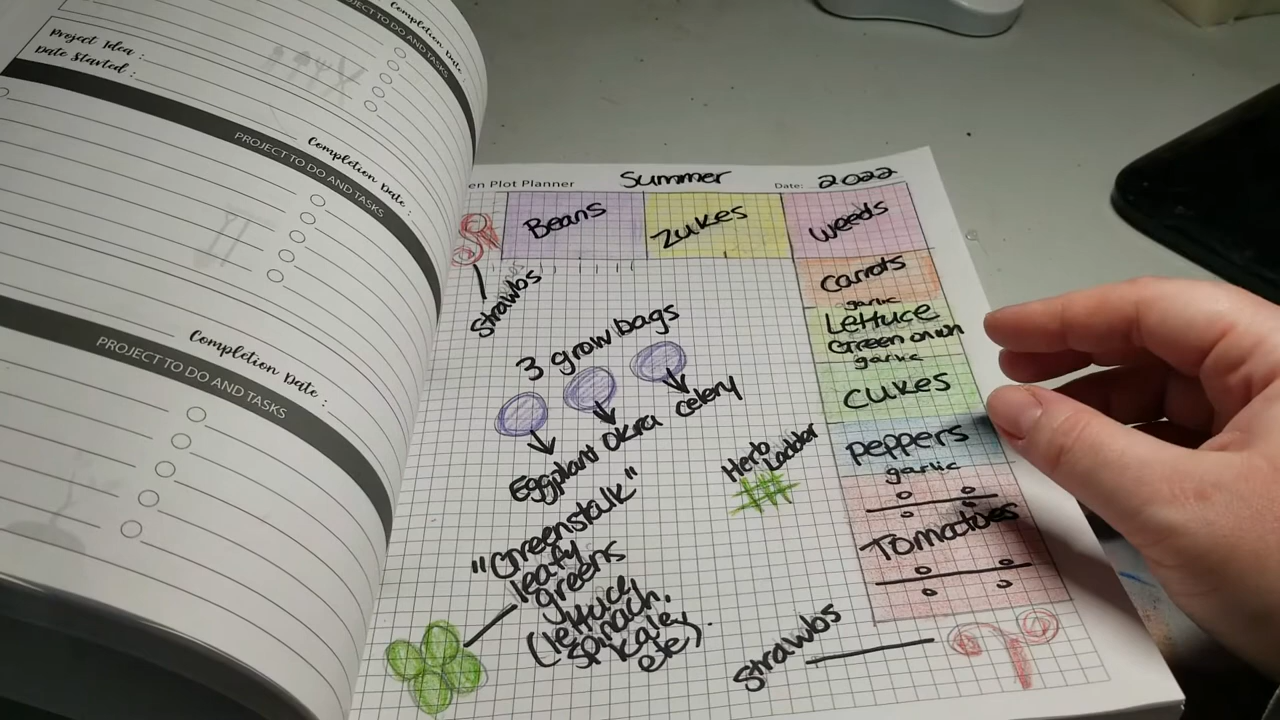 Completion Date:
PROJECT TO DO AND TASKS
Project Idea :
Date Started :
Completion Date :
PROJECT TO DO AND TASKS
Completion Date :
PROJECT TO DO AND TASKS
en Plot Planner
Summer
Date: 2022
Beans
Zukes
Weeds
Strawbs
Carrots
garlic
Lettuce
Green onion
garlic
Cukes
3 grow bags
Eggplant
Okra
Celery
Peppers
garlic
Herb
Ladder
Tomatoes
"Greenstalk"
leafy
greens
(lettuce
spinach,
kale,
etc).
Strawbs